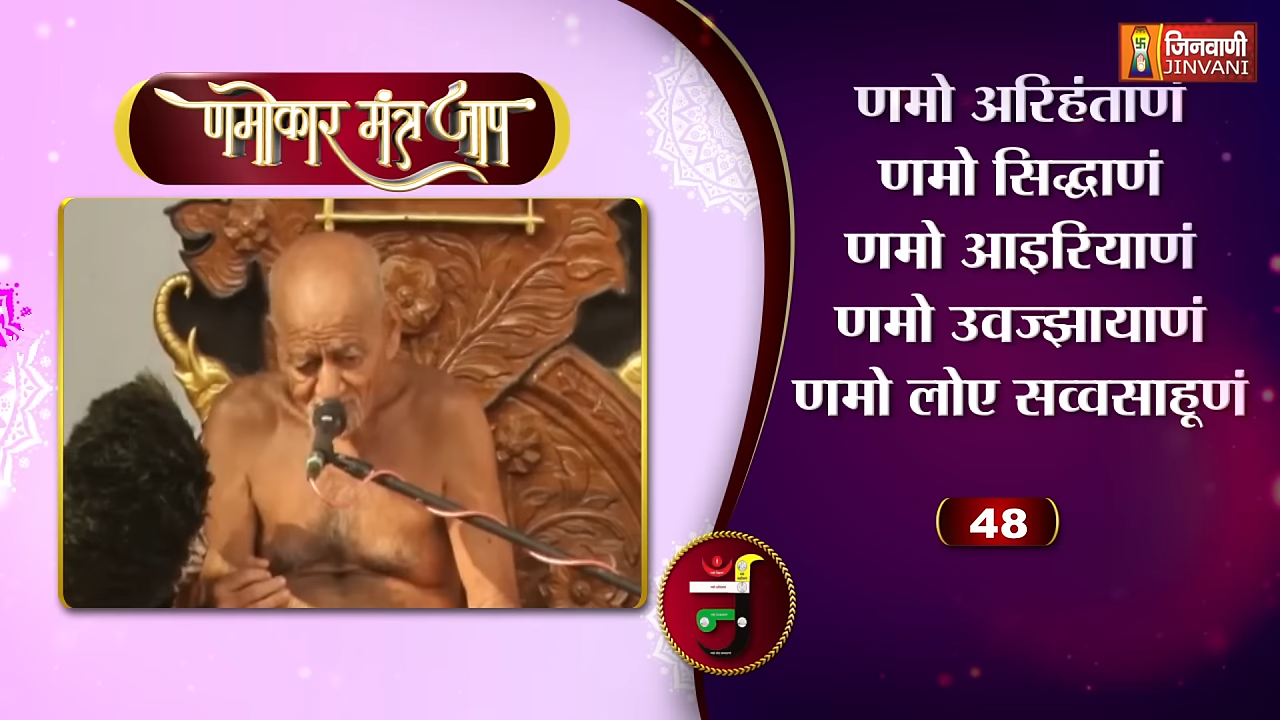 जिनवाणी
JINVANI
णमोकार मंत्र जाप
णमो अरिहंताणं
णमो सिद्धाणं
णमो आइरियाणं
णमो उवज्झायाणं
णमो लोए सव्वसाहूणं
48